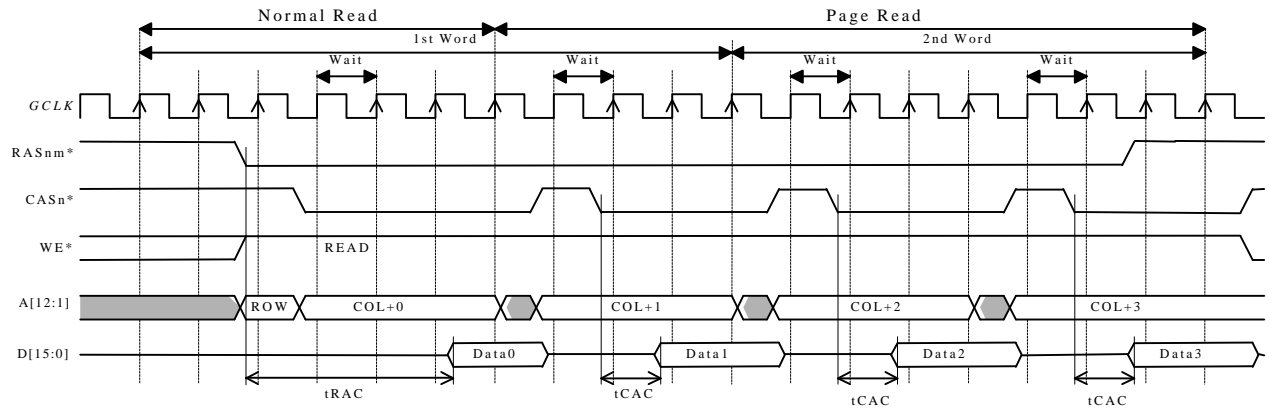 Normal Read
Page Read
1st Word
2nd Word
Wait
Wait
Wait
Wait
GCLK
RASnm*
CASn*
WE*
READ
A[12:1]
ROW
COL+0
COL+1
COL+2
COL+3
D[15:0]
Data0
Data1
Data2
Data3
tRAC
tCAC
tCAC
tCAC